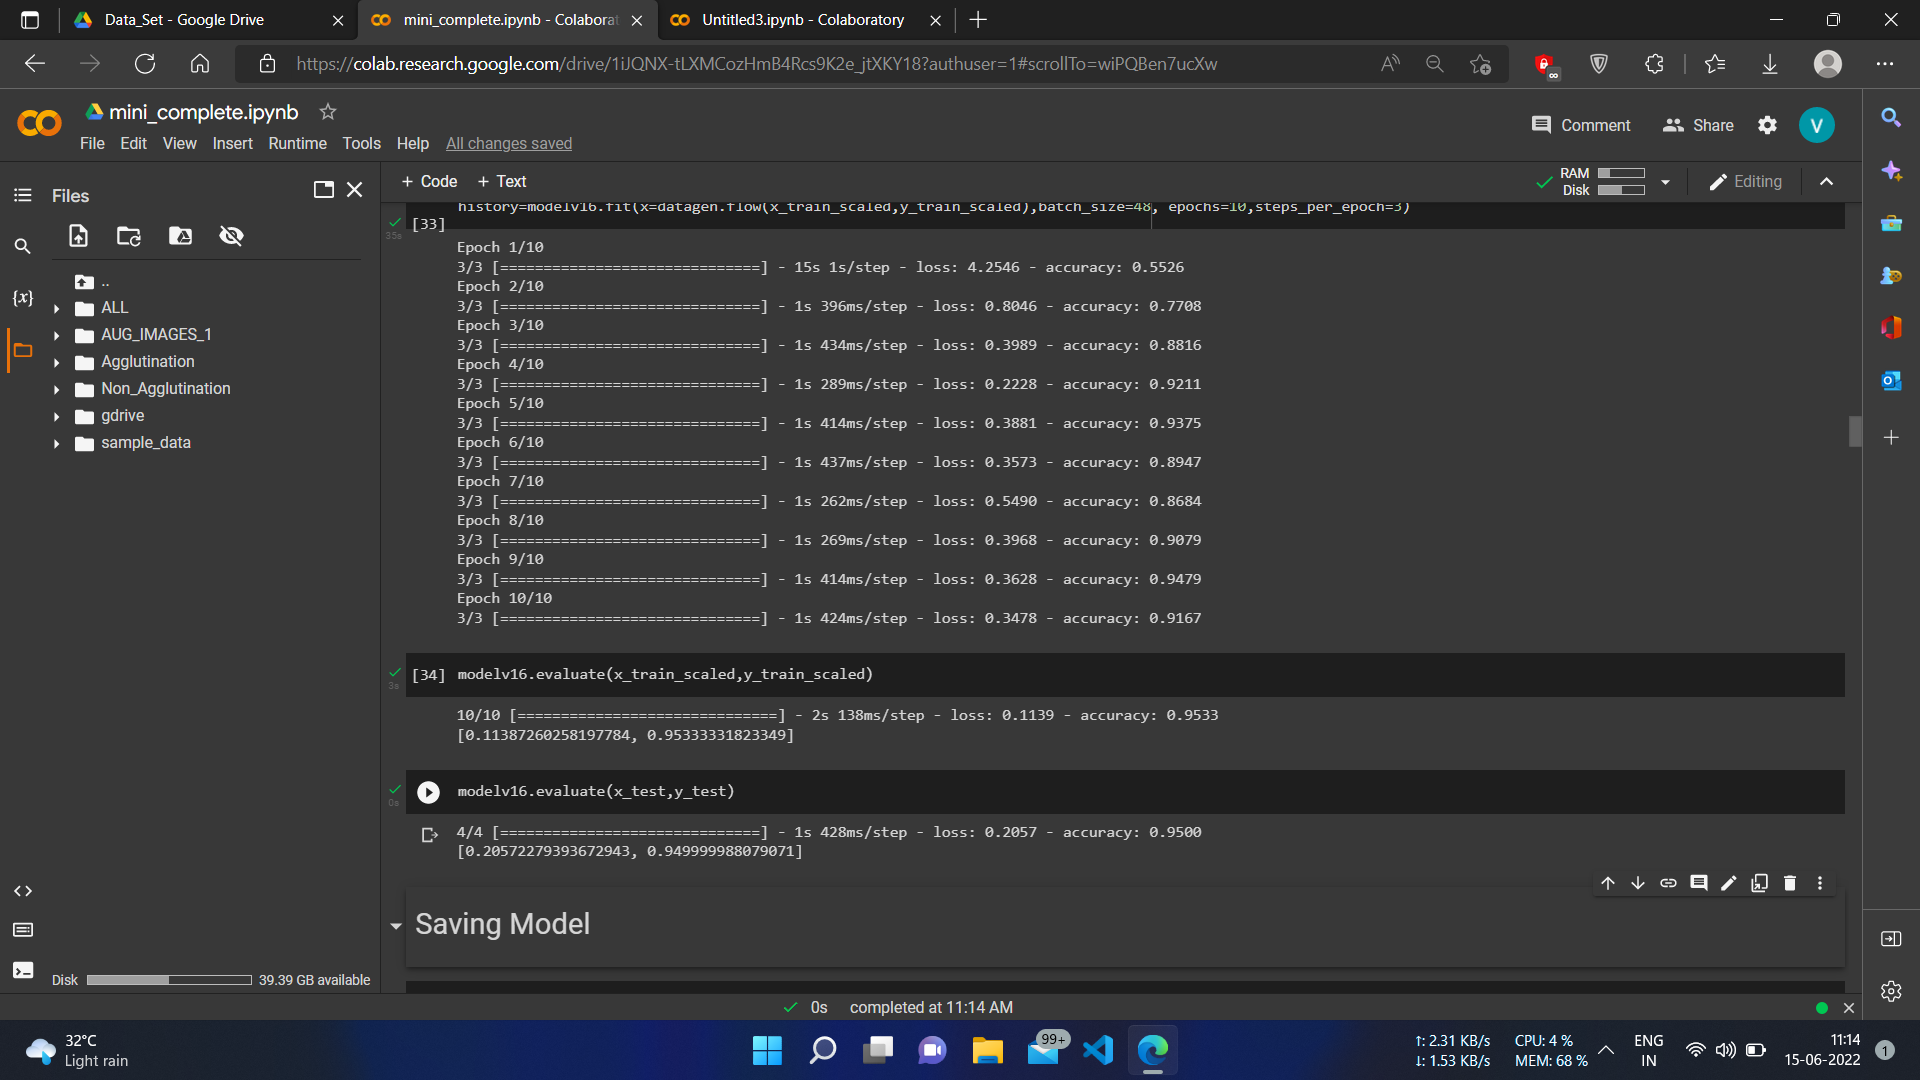 Data_Set - Google Drive
mini_complete.ipynb - Colaborat
Untitled3.ipynb - Colaboratory
https://colab.research.google.com/drive/1iJQNX-tLXMCozHmB4Rcs9K2e_jtXKY18?authuser=1#scrollTo=wiPQBen7ucXw
mini_complete.ipynb
Comment
Share
V
File Edit View Insert Runtime Tools Help All changes saved
Files
+ Code + Text
RAM
Disk
Editing
{x}
..
ALL
AUG_IMAGES_1
Agglutination
Non_Agglutination
gdrive
sample_data
Disk 39.39 GB available
history=modelv16.fit(x=datagen.flow(x_train_scaled,y_train_scaled),batch_size=48, epochs=10,steps_per_epoch=3)
[33]
35s
Epoch 1/10
3/3 [==============================] - 15s 1s/step - loss: 4.2546 - accuracy: 0.5526
Epoch 2/10
3/3 [==============================] - 1s 396ms/step - loss: 0.8046 - accuracy: 0.7708
Epoch 3/10
3/3 [==============================] - 1s 434ms/step - loss: 0.3989 - accuracy: 0.8816
Epoch 4/10
3/3 [==============================] - 1s 289ms/step - loss: 0.2228 - accuracy: 0.9211
Epoch 5/10
3/3 [==============================] - 1s 414ms/step - loss: 0.3881 - accuracy: 0.9375
Epoch 6/10
3/3 [==============================] - 1s 437ms/step - loss: 0.3573 - accuracy: 0.8947
Epoch 7/10
3/3 [==============================] - 1s 262ms/step - loss: 0.5490 - accuracy: 0.8684
Epoch 8/10
3/3 [==============================] - 1s 269ms/step - loss: 0.3968 - accuracy: 0.9079
Epoch 9/10
3/3 [==============================] - 1s 414ms/step - loss: 0.3628 - accuracy: 0.9479
Epoch 10/10
3/3 [==============================] - 1s 424ms/step - loss: 0.3478 - accuracy: 0.9167
[34] modelv16.evaluate(x_train_scaled,y_train_scaled)
3s
10/10 [==============================] - 2s 138ms/step - loss: 0.1139 - accuracy: 0.9533
[0.11387260258197784, 0.95333331823349]
modelv16.evaluate(x_test,y_test)
0s
4/4 [==============================] - 1s 428ms/step - loss: 0.2057 - accuracy: 0.9500
[0.20572279393672943, 0.949999988079071]
Saving Model
0s completed at 11:14 AM
32°C
Light rain
99+
↑: 2.31 KB/s
↓: 1.53 KB/s
CPU: 4 %
MEM: 68 %
ENG
IN
11:14
15-06-2022
1